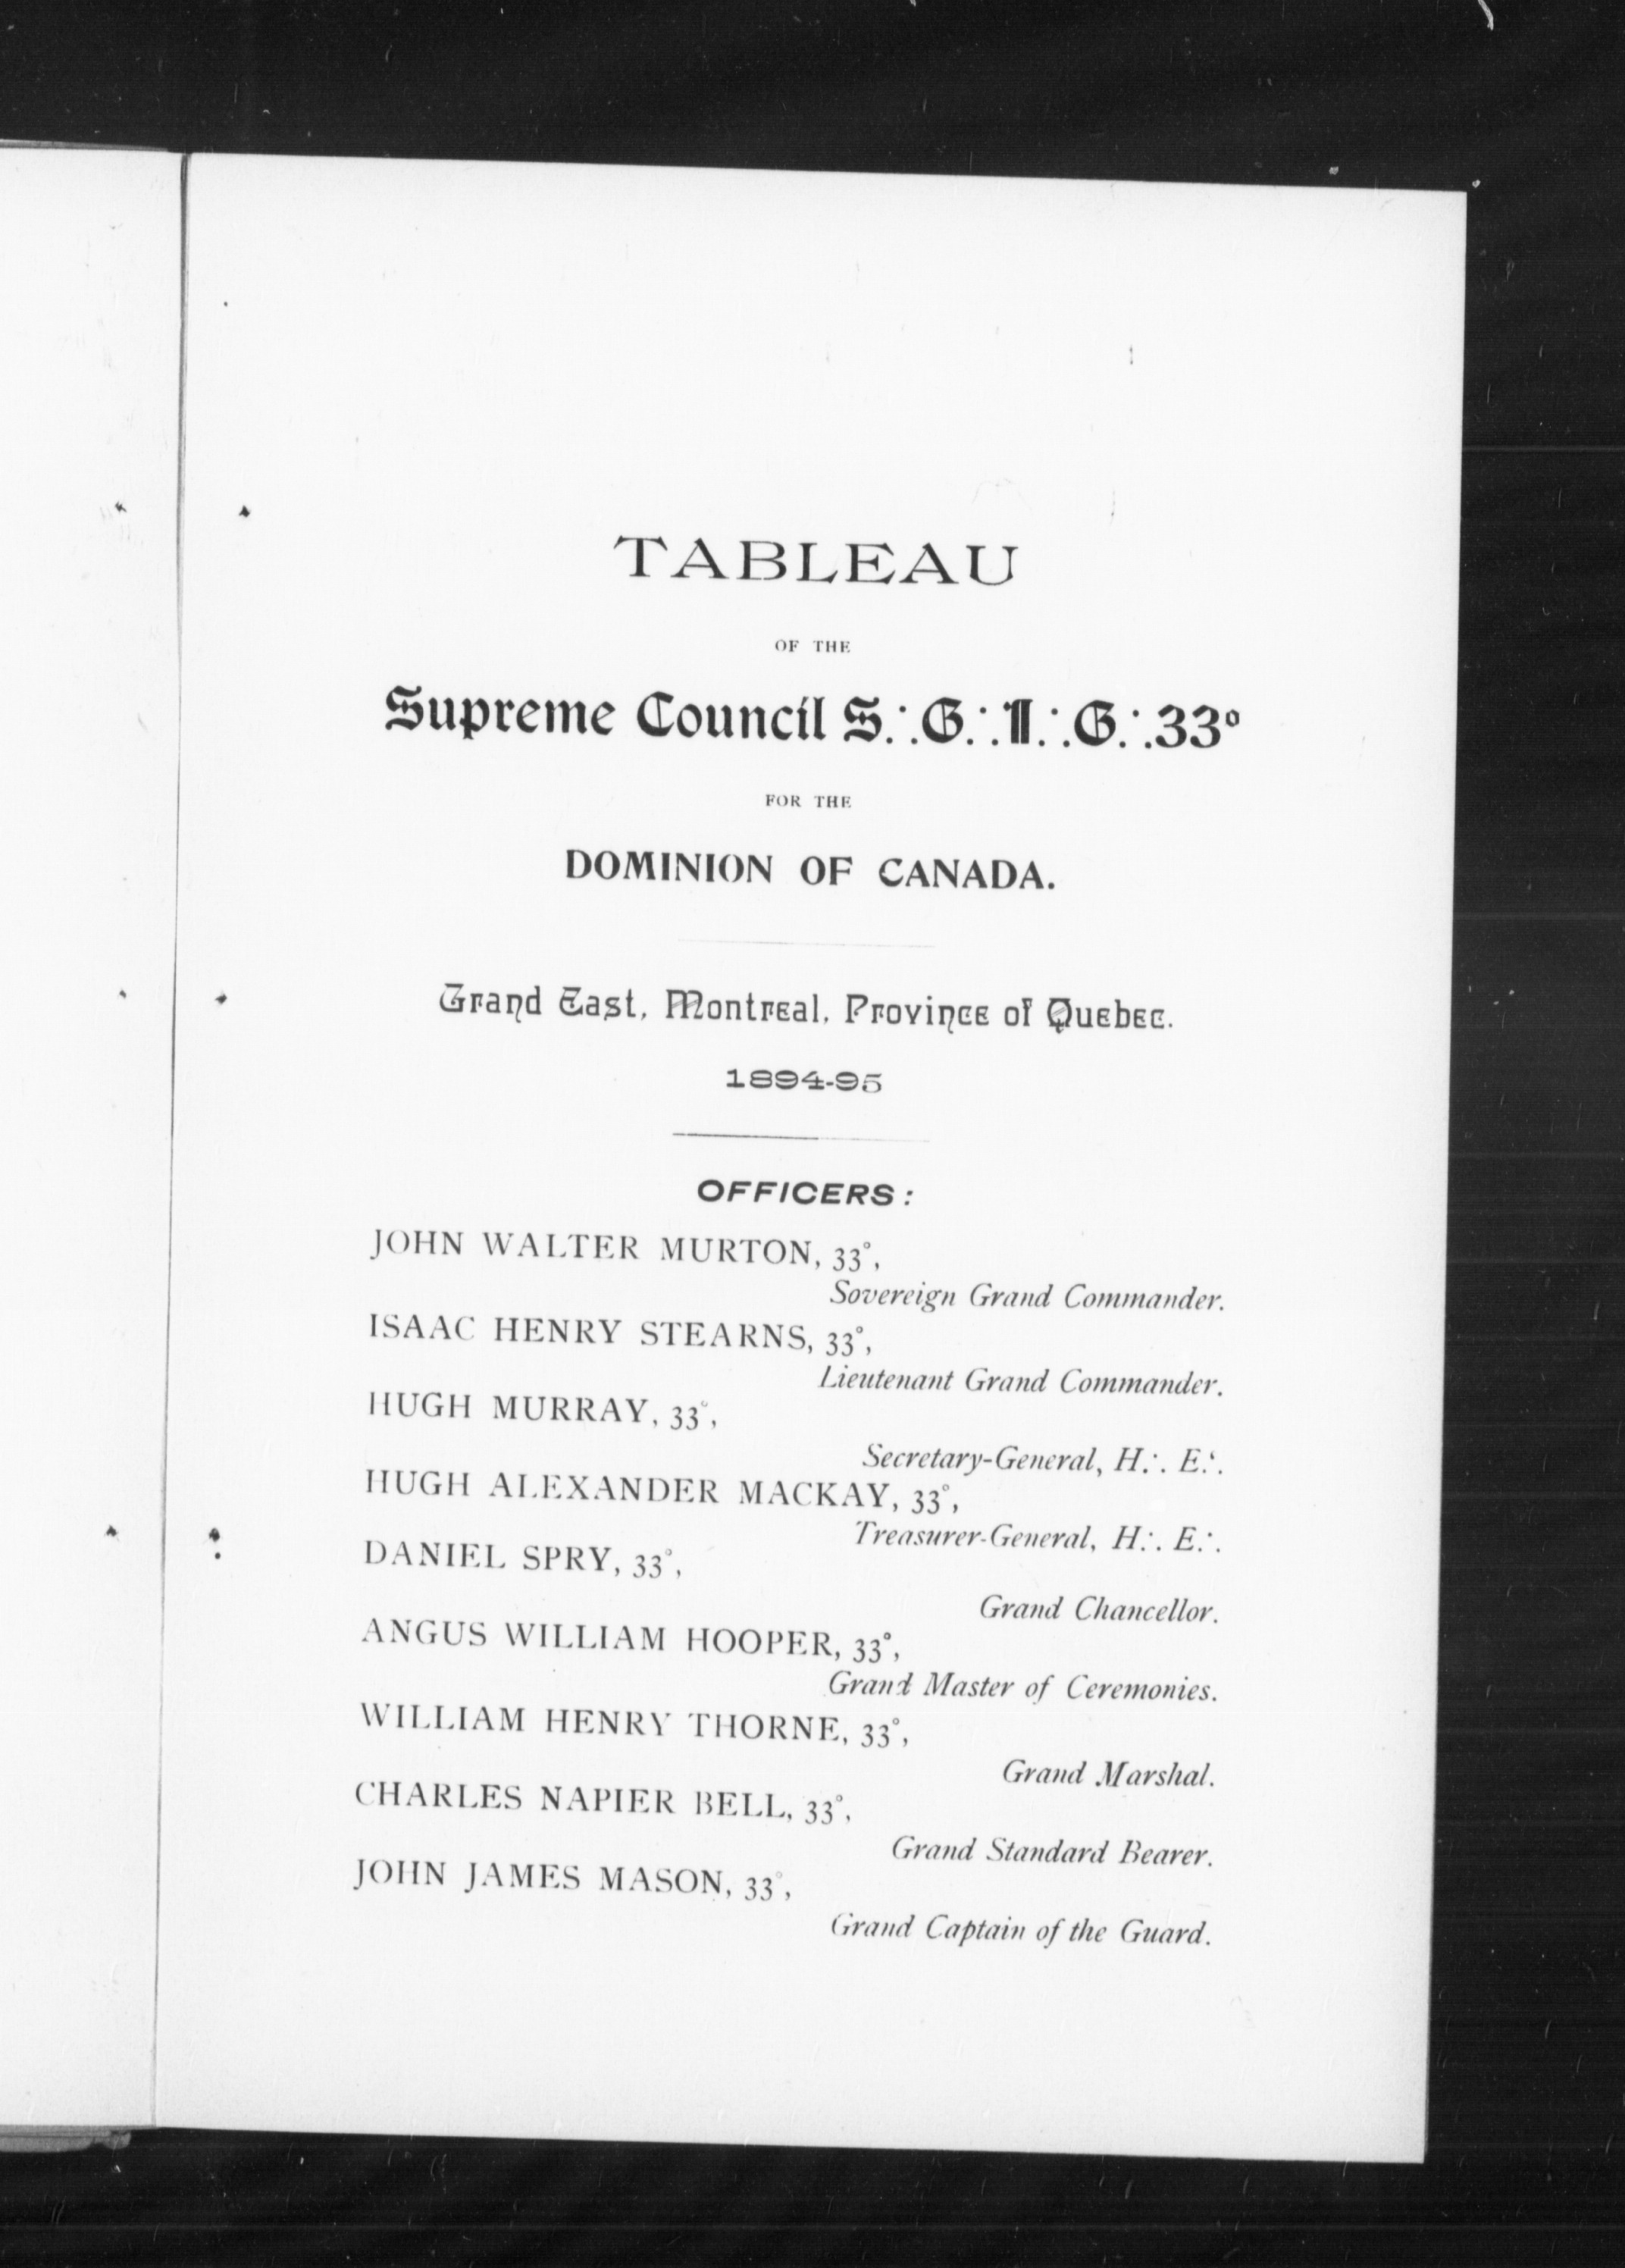 TABLEAU
OF THE
Supreme Council S∴G∴I∴G∴33°
FOR THE
DOMINION OF CANADA.
Grand East, Montreal, Province of Quebec.
1894-95
OFFICERS:
JOHN WALTER MURTON, 33°,
Sovereign Grand Commander.
ISAAC HENRY STEARNS, 33°,
Lieutenant Grand Commander.
HUGH MURRAY, 33°,
Secretary-General, H∴ E∴
HUGH ALEXANDER MACKAY, 33°,
Treasurer-General, H∴ E∴
DANIEL SPRY, 33°,
Grand Chancellor.
ANGUS WILLIAM HOOPER, 33°,
Grand Master of Ceremonies.
WILLIAM HENRY THORNE, 33°,
Grand Marshal.
CHARLES NAPIER BELL, 33°,
Grand Standard Bearer.
JOHN JAMES MASON, 33°,
Grand Captain of the Guard.